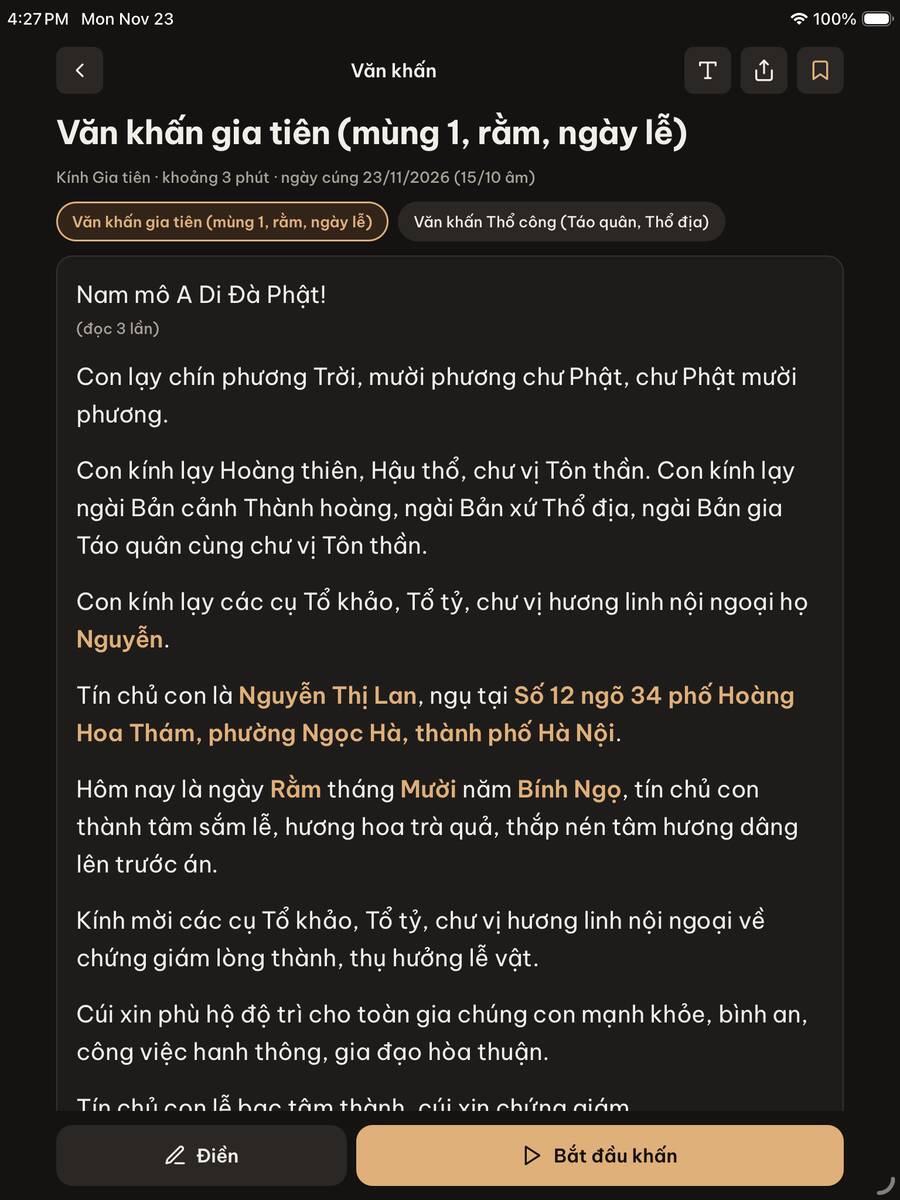 4:27 PM Mon Nov 23
100%
Văn khấn
Văn khấn gia tiên (mùng 1, rằm, ngày lễ)
Kính Gia tiên · khoảng 3 phút · ngày cúng 23/11/2026 (15/10 âm)
Văn khấn gia tiên (mùng 1, rằm, ngày lễ)
Văn khấn Thổ công (Táo quân, Thổ địa)
Nam mô A Di Đà Phật!
(đọc 3 lần)
Con lạy chín phương Trời, mười phương chư Phật, chư Phật mười
phương.
Con kính lạy Hoàng thiên, Hậu thổ, chư vị Tôn thần. Con kính lạy
ngài Bản cảnh Thành hoàng, ngài Bản xứ Thổ địa, ngài Bản gia
Táo quân cùng chư vị Tôn thần.
Con kính lạy các cụ Tổ khảo, Tổ tỷ, chư vị hương linh nội ngoại họ
Nguyễn.
Tín chủ con là Nguyễn Thị Lan, ngụ tại Số 12 ngõ 34 phố Hoàng
Hoa Thám, phường Ngọc Hà, thành phố Hà Nội.
Hôm nay là ngày Rằm tháng Mười năm Bính Ngọ, tín chủ con
thành tâm sắm lễ, hương hoa trà quả, thắp nén tâm hương dâng
lên trước án.
Kính mời các cụ Tổ khảo, Tổ tỷ, chư vị hương linh nội ngoại về
chứng giám lòng thành, thụ hưởng lễ vật.
Cúi xin phù hộ độ trì cho toàn gia chúng con mạnh khỏe, bình an,
công việc hanh thông, gia đạo hòa thuận.
Tín chủ con lễ bạc tâm thành, cúi xin chứng giám.
Điền
Bắt đầu khấn